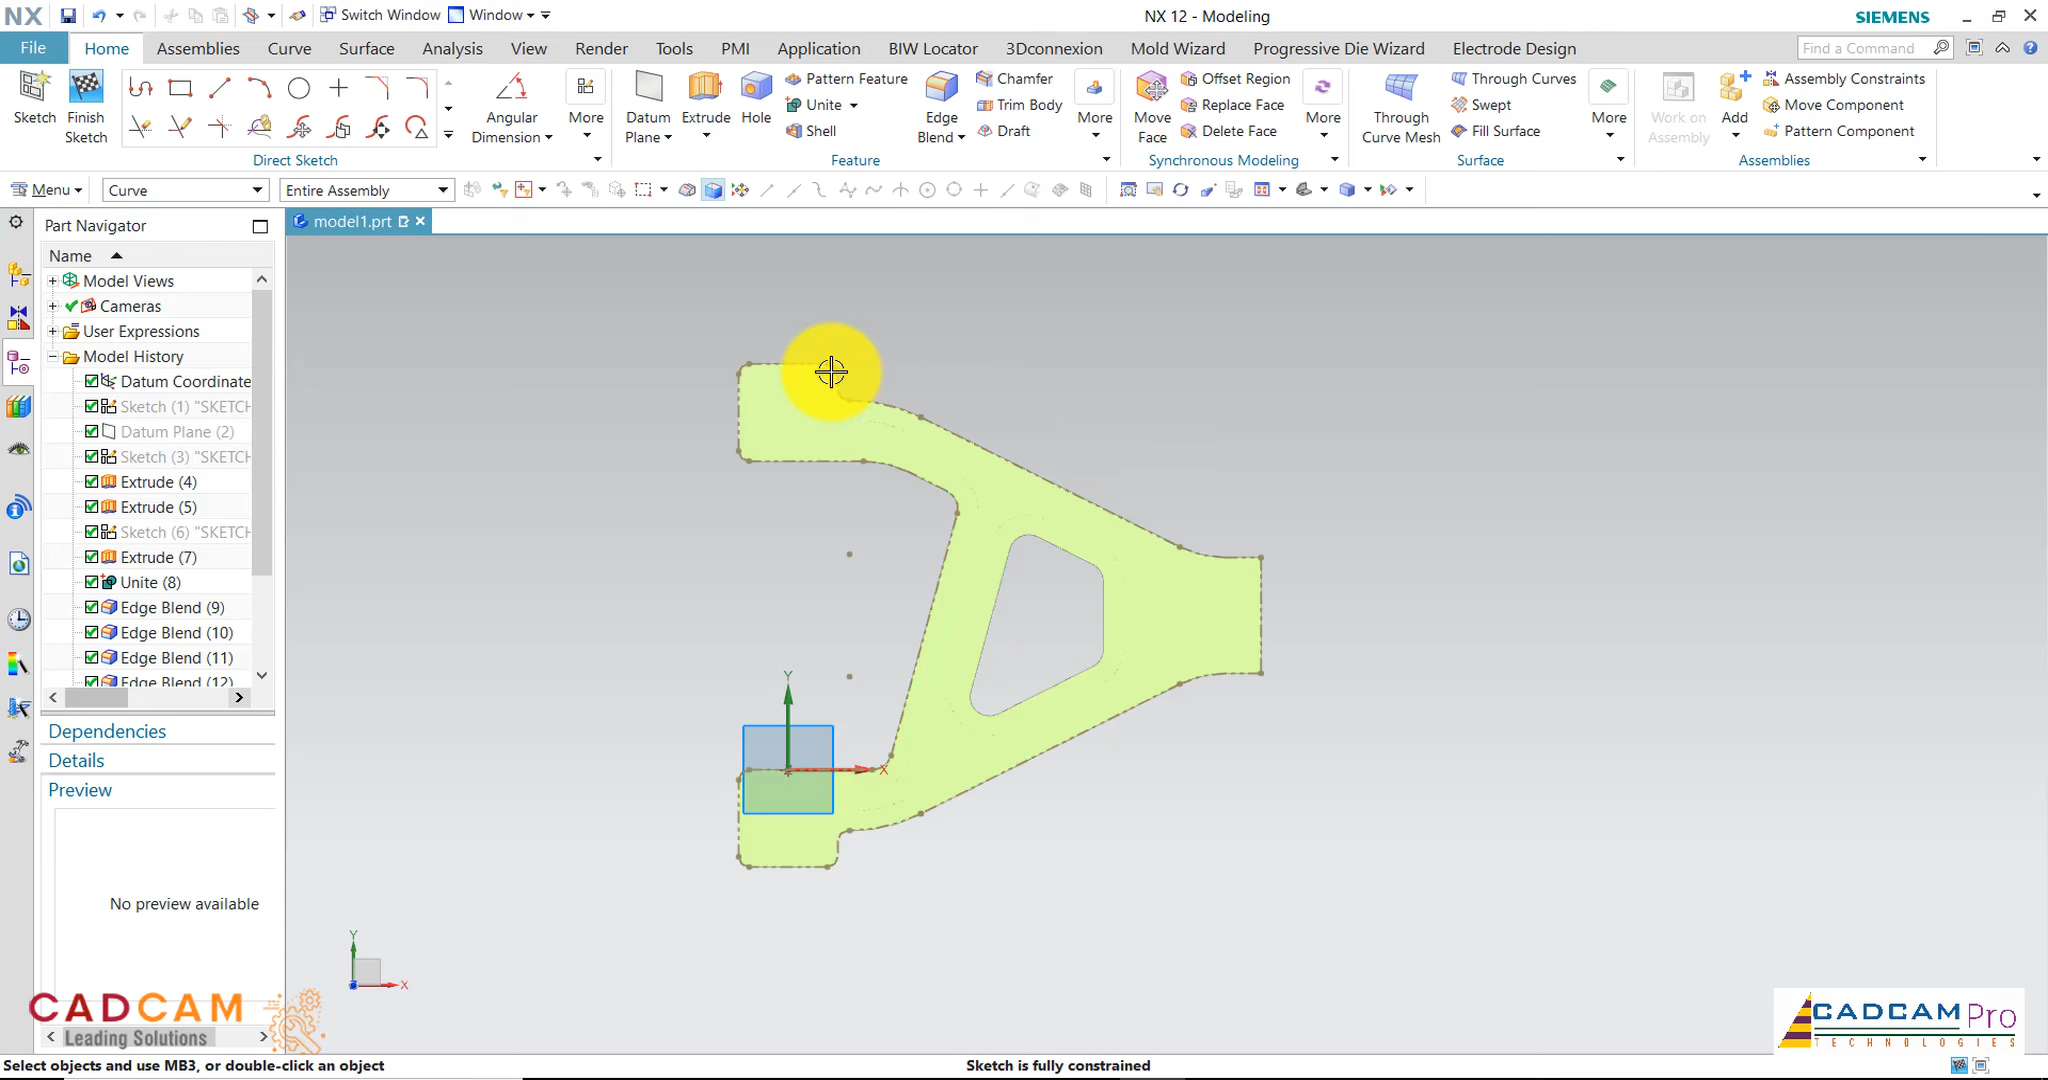 NX
Switch Window
Window
NX 12 - Modeling
SIEMENS
File
Home
Assemblies
Curve
Surface
Analysis
View
Render
Tools
PMI
Application
BIW Locator
3Dconnexion
Mold Wizard
Progressive Die Wizard
Electrode Design
Find a Command
Sketch
Finish Sketch
Angular Dimension
More
Datum Plane
Extrude
Hole
Pattern Feature
Unite
Shell
Edge Blend
Chamfer
Trim Body
Draft
More
Move Face
Offset Region
Replace Face
Delete Face
More
Through Curve Mesh
Through Curves
Swept
Fill Surface
More
Work on Assembly
Add
Assembly Constraints
Move Component
Pattern Component
Direct Sketch
Feature
Synchronous Modeling
Surface
Assemblies
Menu
Curve
Entire Assembly
Part Navigator
model1.prt
Name
Model Views
Cameras
User Expressions
Model History
Datum Coordinate
Sketch (1) "SKETCH
Datum Plane (2)
Sketch (3) "SKETCH
Extrude (4)
Extrude (5)
Sketch (6) "SKETCH
Extrude (7)
Unite (8)
Edge Blend (9)
Edge Blend (10)
Edge Blend (11)
Edge Blend (12)
Dependencies
Details
Preview
No preview available
Y
X
Y
X
CADCAM
Leading Solutions
CADCAM Pro
TECHNOLOGIES
Select objects and use MB3, or double-click an object
Sketch is fully constrained